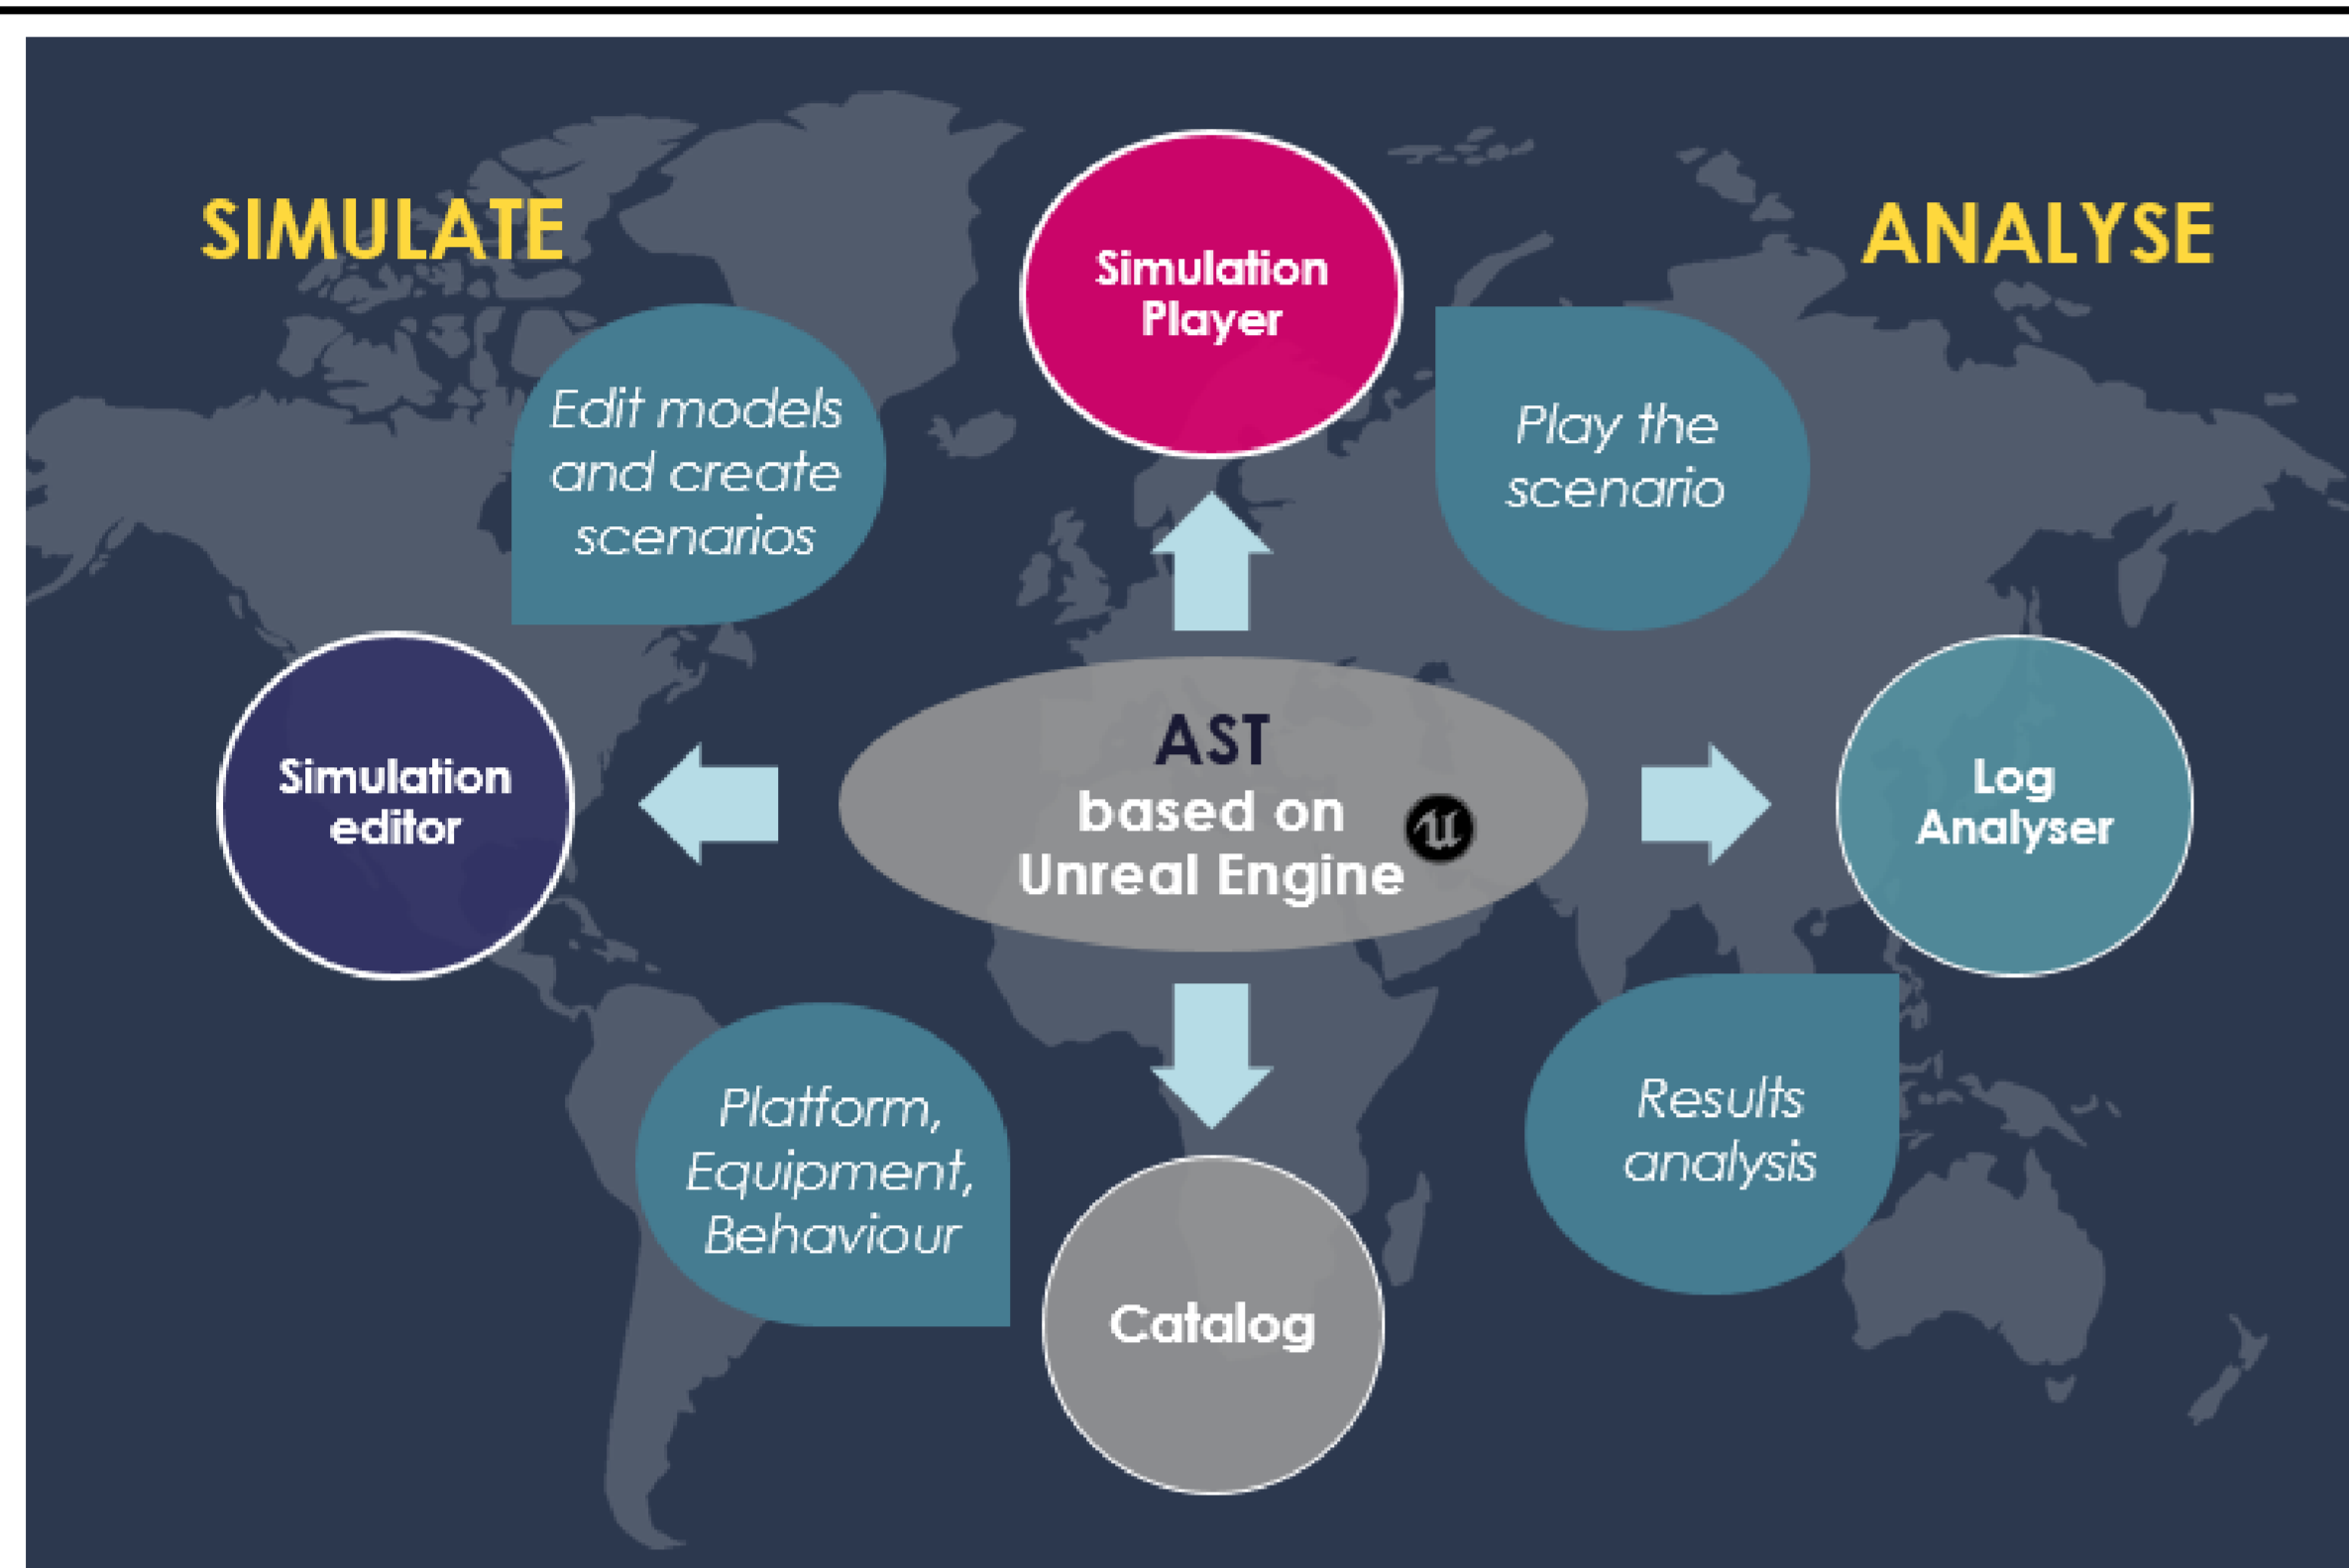 SIMULATE
ANALYSE
Simulation
Player
Edit models
and create
scenarios
Play the
scenario
Simulation
editor
AST
based on
Unreal Engine
Log
Analyser
Platform,
Equipment,
Behaviour
Results
analysis
Catalog